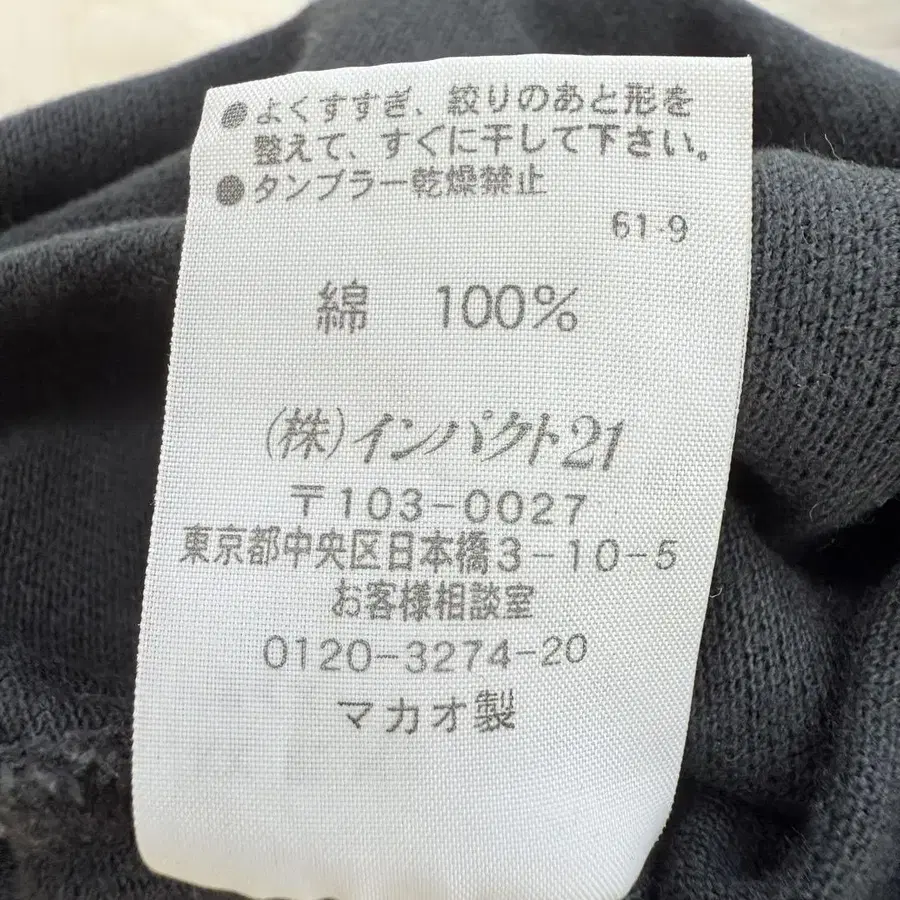 ●よくすすぎ、絞りのあと形を
整えて、すぐに干して下さい。
●タンブラー乾燥禁止
61-9
綿 100%
(株)インパクト21
〒103-0027
東京都中央区日本橋3-10-5
お客様相談室
0120-3274-20
マカオ製